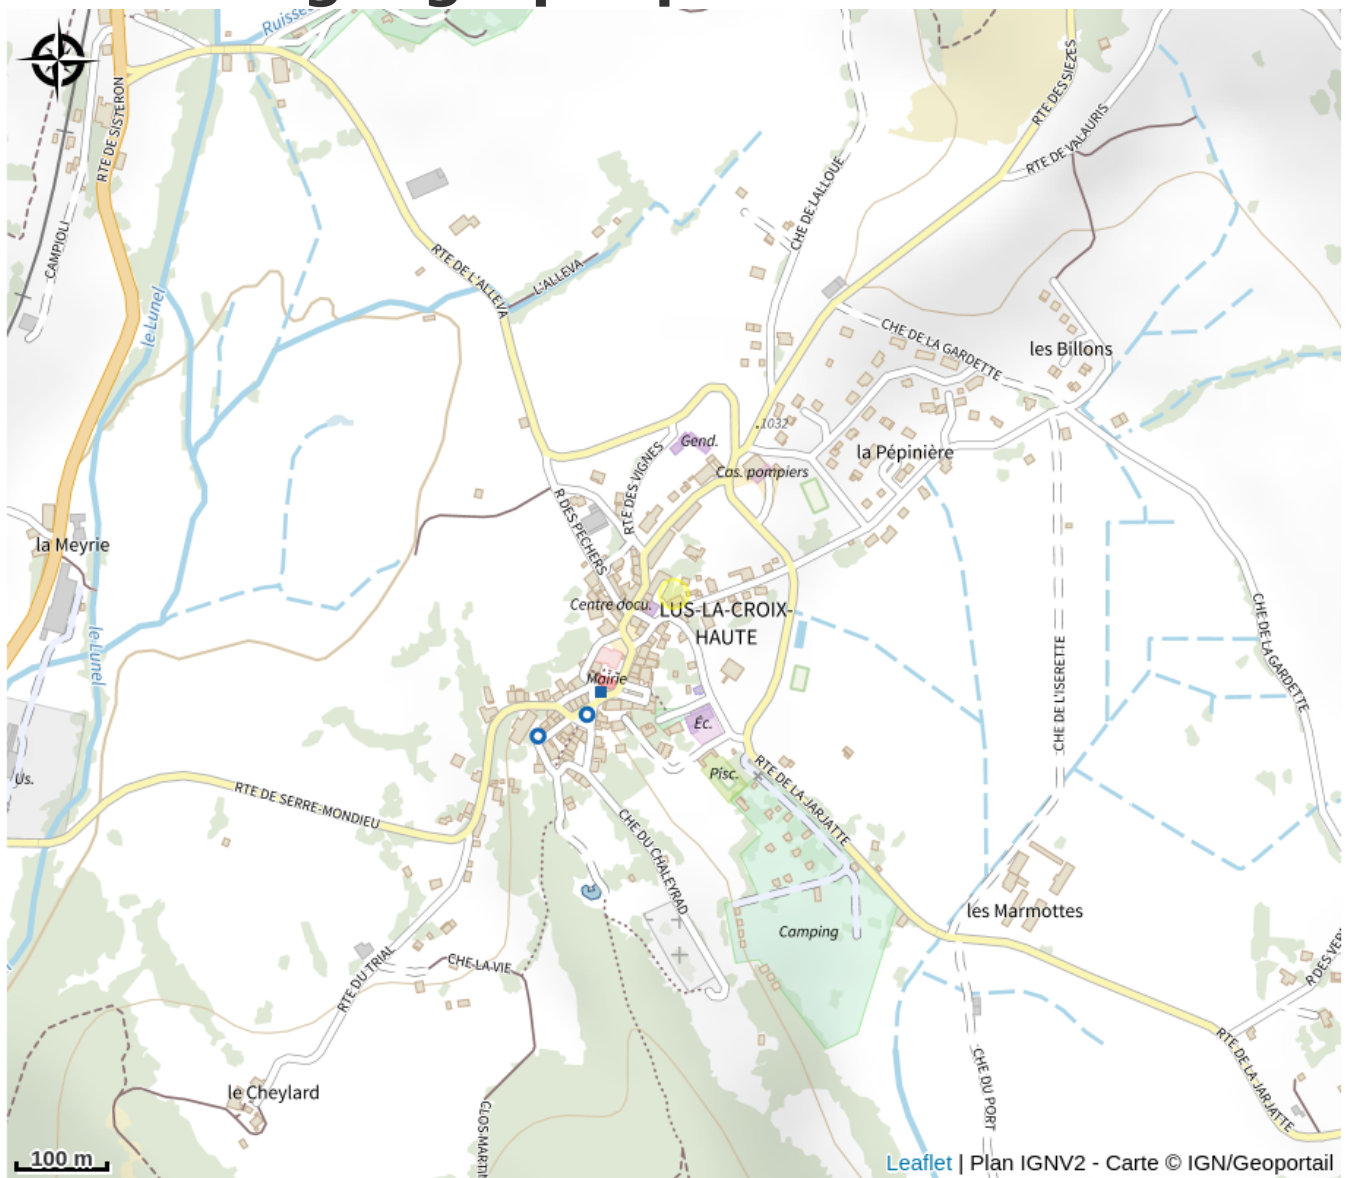 Ruisse
RTE DE SISTERON
CAMPIOLI
RTE DES SIEZES
RTE DE VALAURIS
CHE DE LALLOUE
RTE DE L'ALLEVA
L'ALLEVA
le Lunel
CHE DE LA GARDETTE
les Billons
.1032
Gend.
la Pépinière
Cas. pompiers
RTE DES VIGNES
R DES PECHERS
la Meyrie
Centre docu.
LUS-LA-CROIX-
HAUTE
le Lunel
CHE DE L'ISERETTE
CHE DE LA GARDETTE
Mairie
Éc.
Pisc.
Us.
RTE DE SERRE-MONDIEU
RTE DE LA JARJATTE
CHE DU CHALEYRAD
les Marmottes
Camping
CHE LA VIE
RTE DU TRIAL
R DES VER
RTE DE LA JARJATTE
CHE DU PORT
le Cheylard
CLOS-MARTIN
100 m
Leaflet | Plan IGNV2 - Carte © IGN/Geoportail